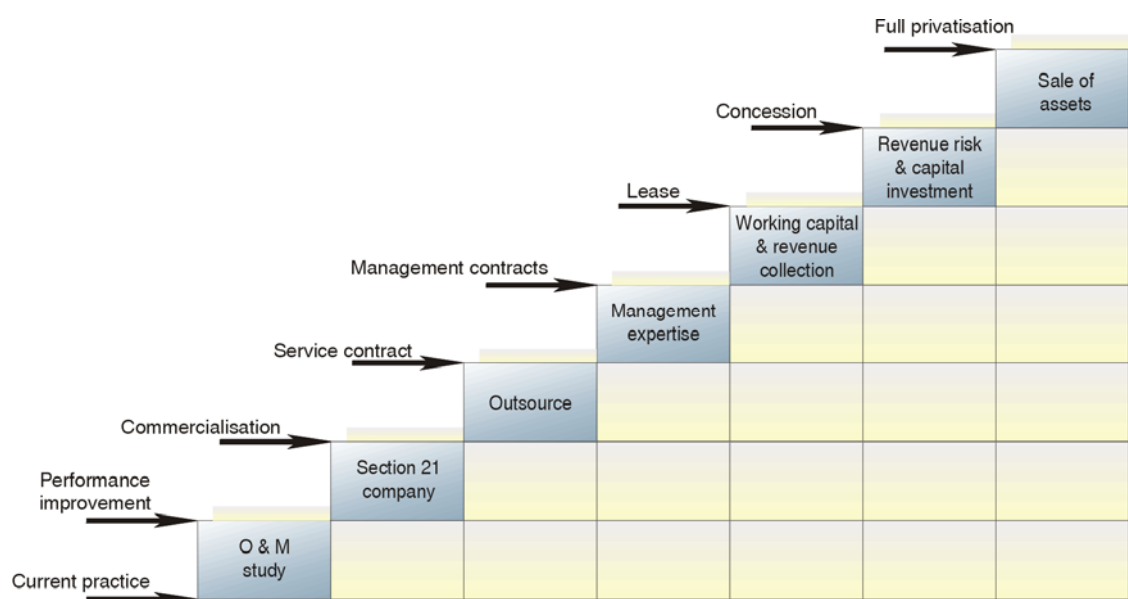 Full privatisation
Sale of
assets
Concession
Revenue risk
& capital
investment
Lease
Working capital
& revenue
collection
Management contracts
Management
expertise
Service contract
Outsource
Commercialisation
Section 21
company
Performance
improvement
O & M
study
Current practice